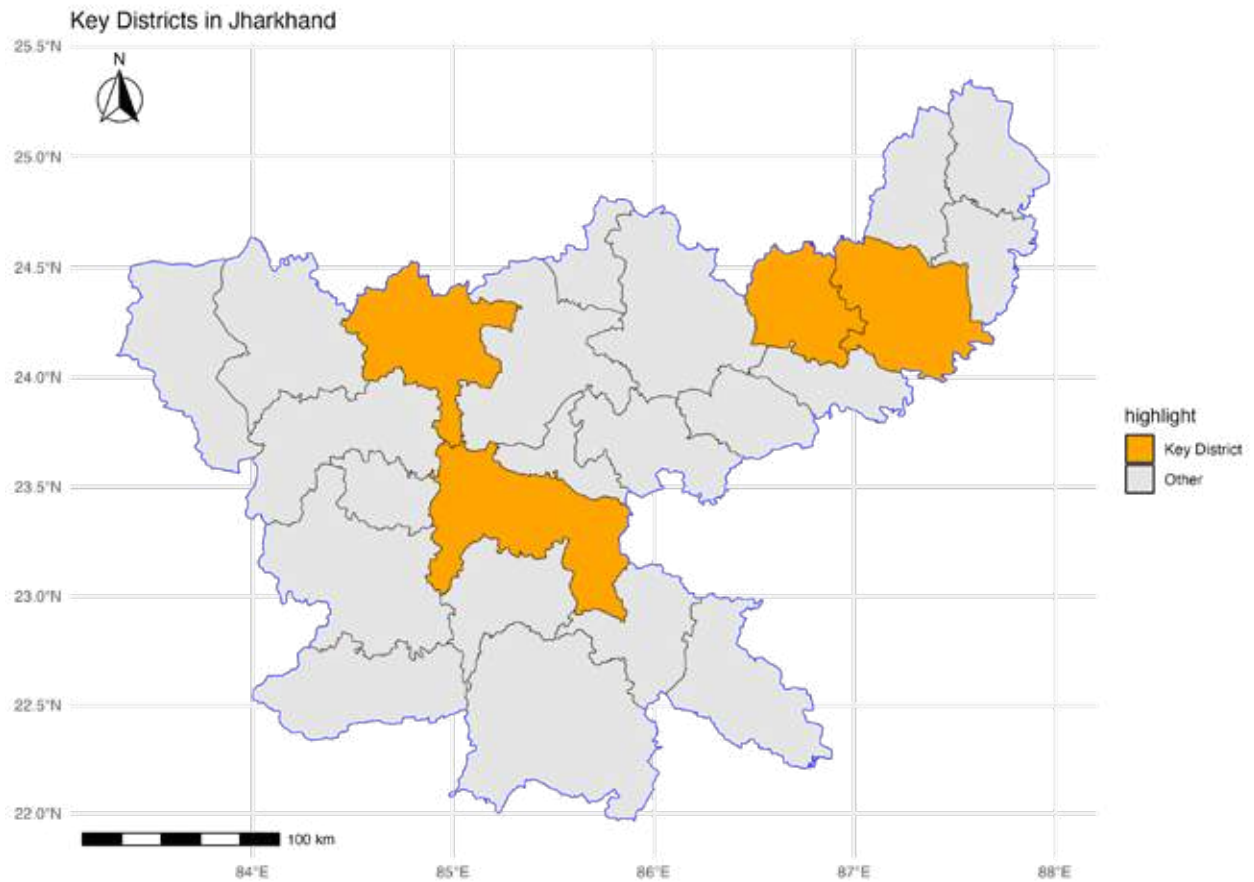 Key Districts in Jharkhand
25.5°N
N
25.0°N
24.5°N
24.0°N
highlight
Key District
23.5°N
Other
23.0°N
22.5°N
22.0°N
100 km
84°E 85°E 86°E 87°E 88°E